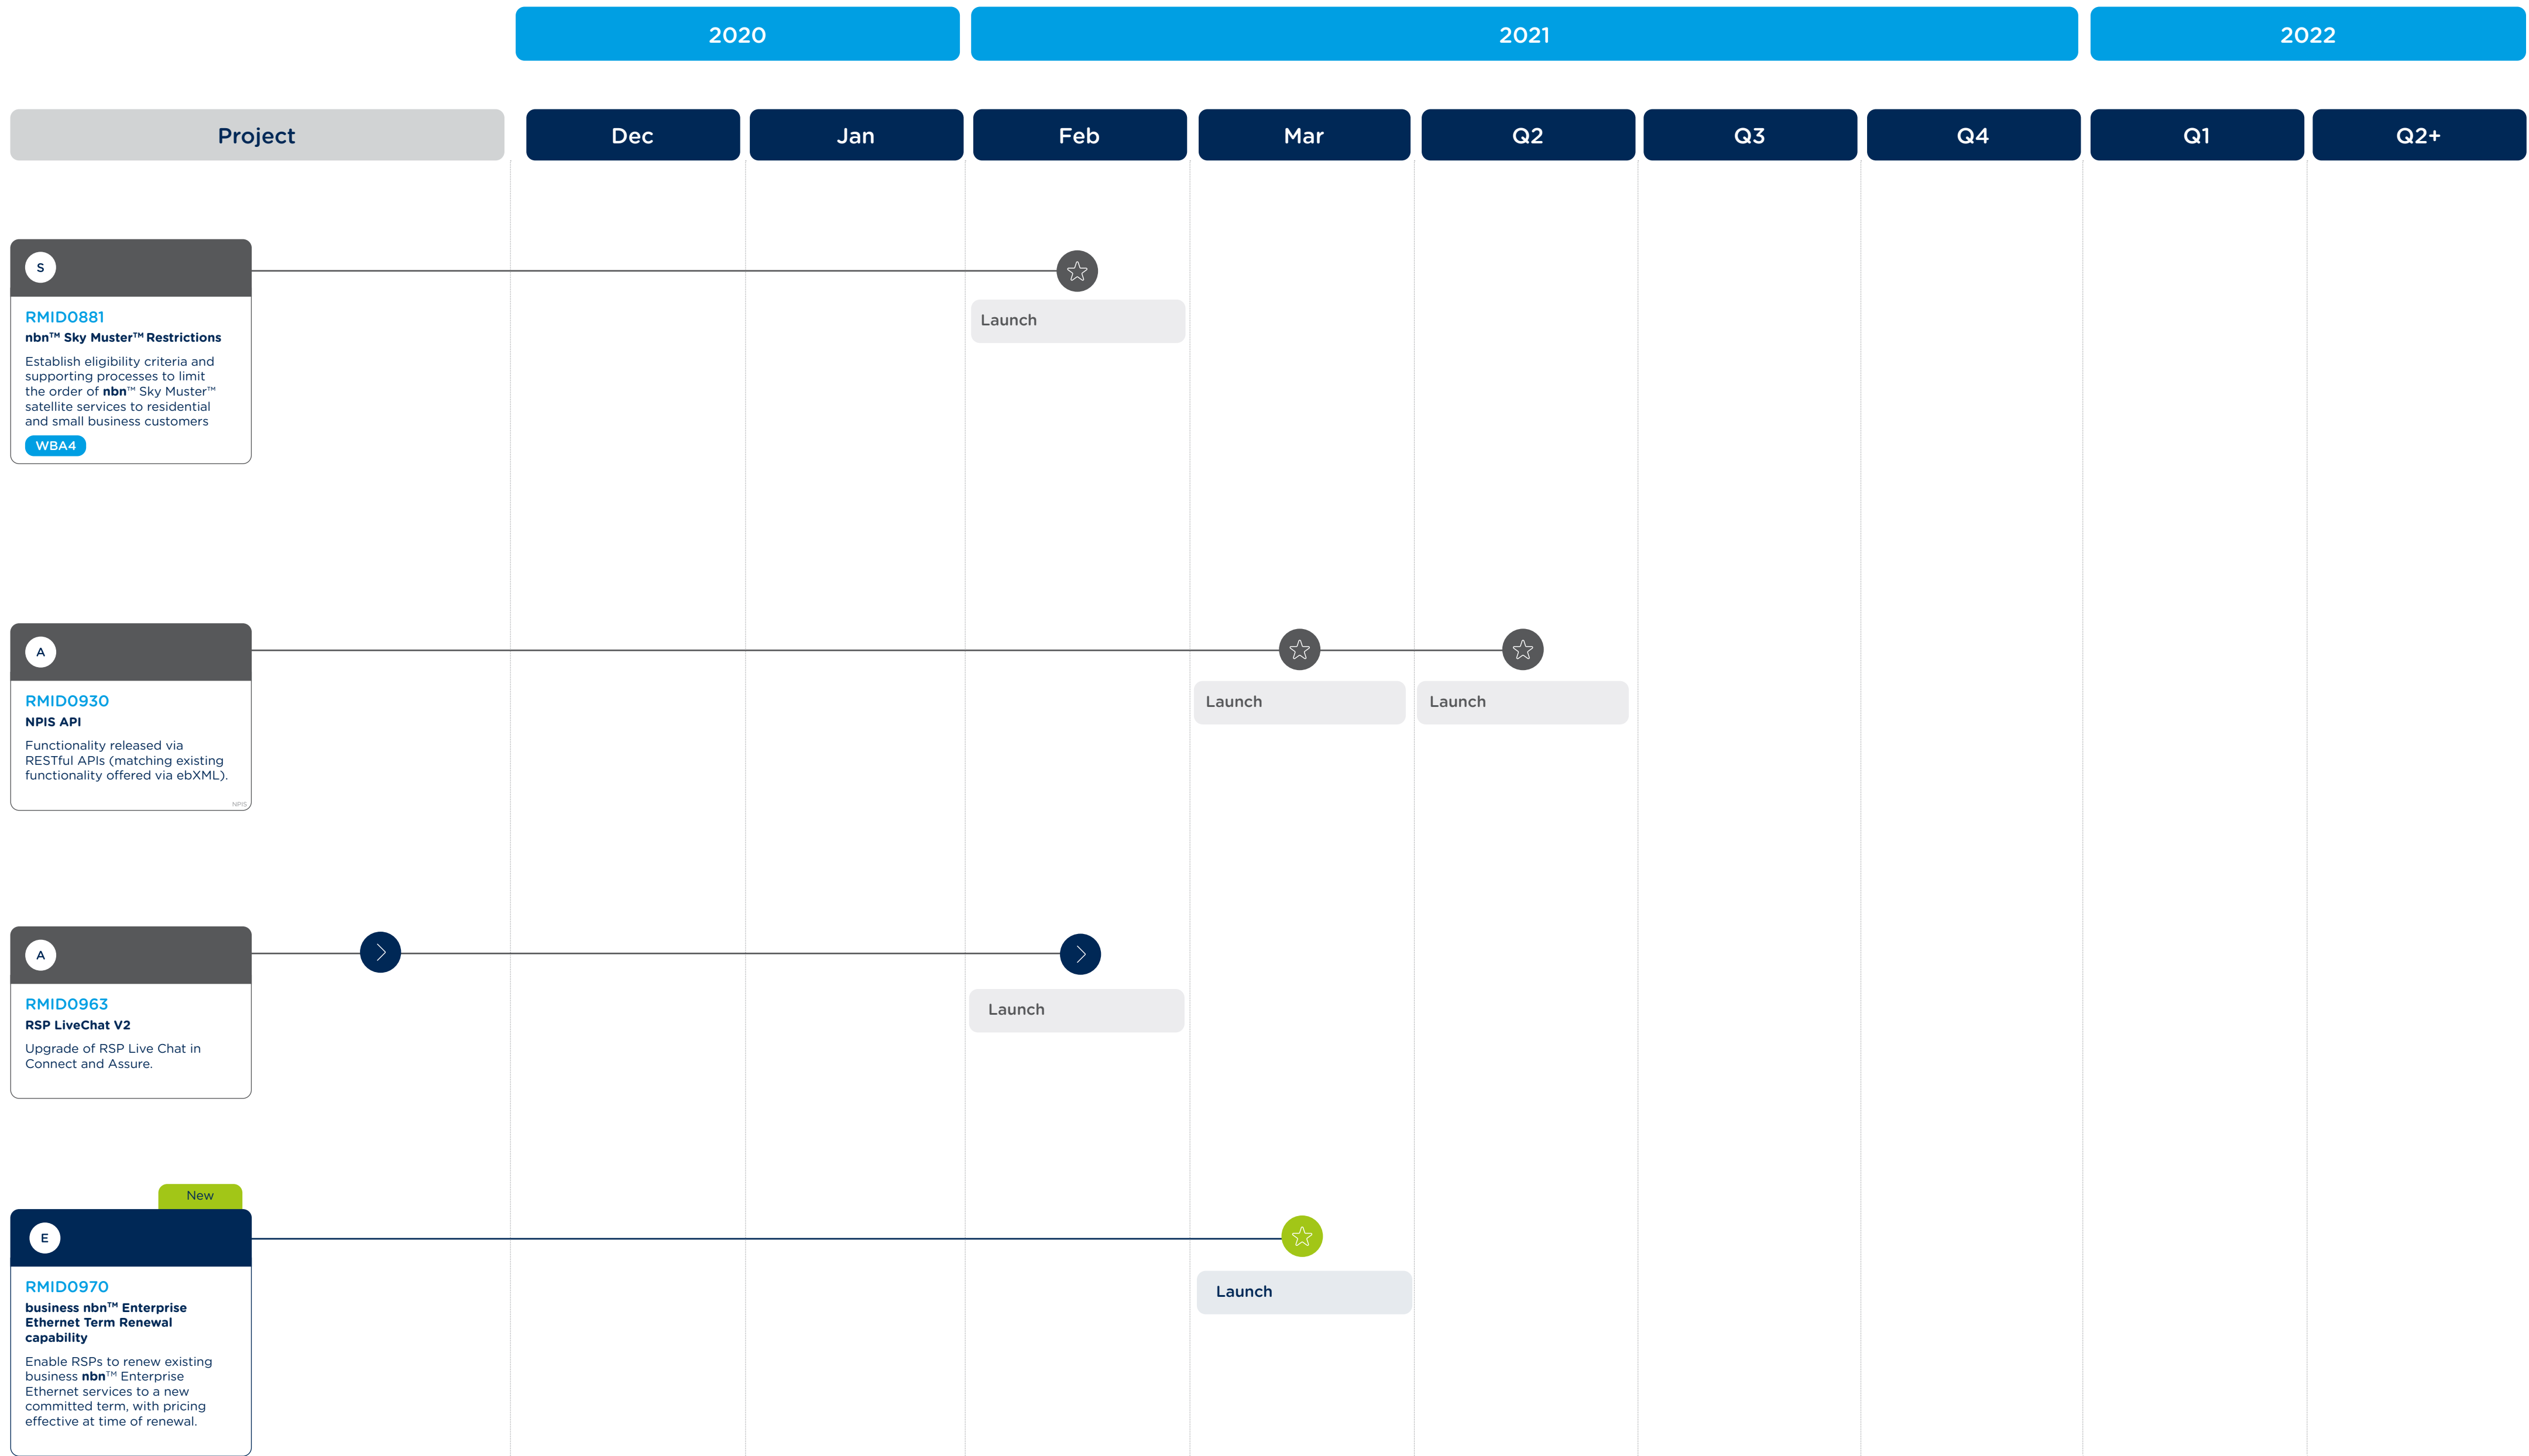 2020
2021
2022
Project
Dec
Jan
Feb
Mar
Q2
Q3
Q4
Q1
Q2+
S
RMID0881
nbn™ Sky Muster™ Restrictions
Establish eligibility criteria and
supporting processes to limit
the order of nbn™ Sky Muster™
satellite services to residential
and small business customers
WBA4
Launch
A
RMID0930
NPIS API
Functionality released via
RESTful APIs (matching existing
functionality offered via ebXML).
NPIS
Launch
Launch
A
RMID0963
RSP LiveChat V2
Upgrade of RSP Live Chat in
Connect and Assure.
Launch
New
E
RMID0970
business nbn™ Enterprise
Ethernet Term Renewal
capability
Enable RSPs to renew existing
business nbn™ Enterprise
Ethernet services to a new
committed term, with pricing
effective at time of renewal.
Launch